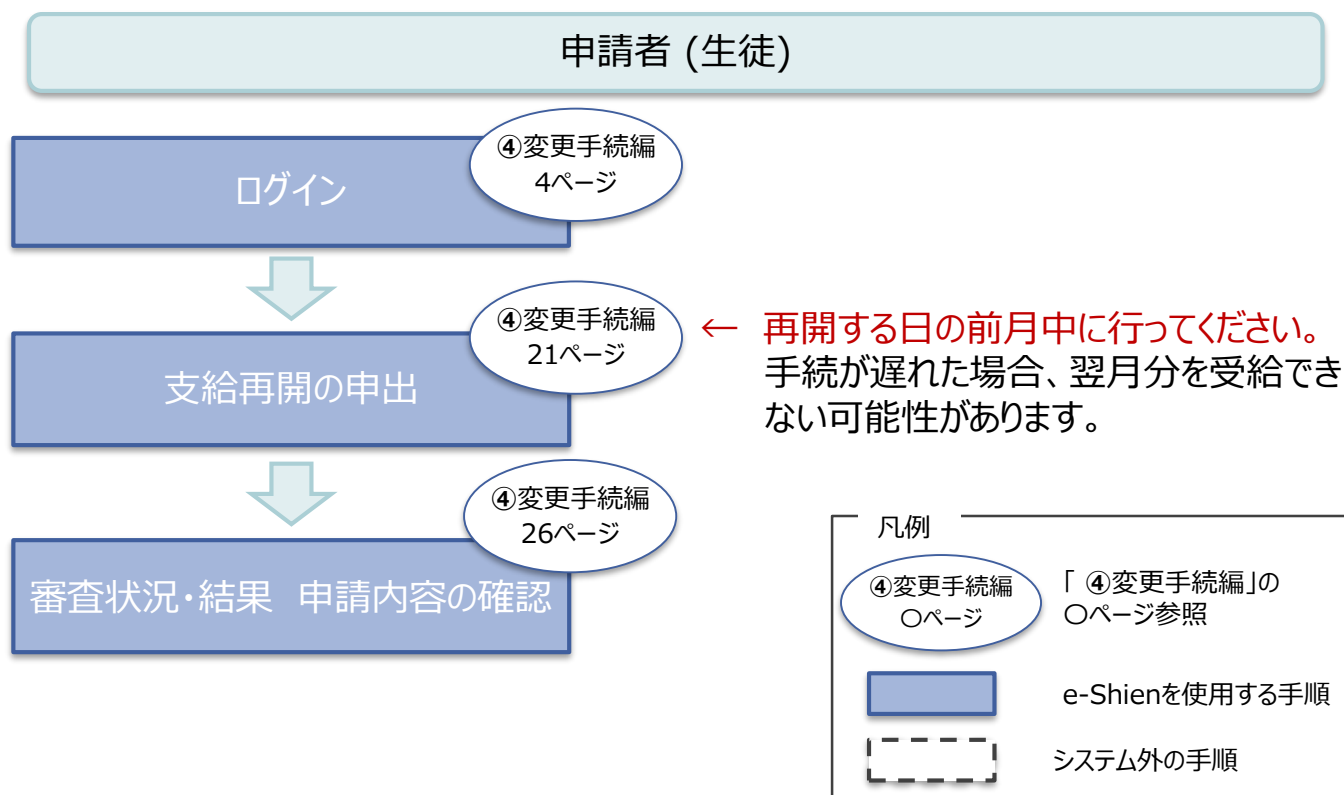 申請者 (生徒)
④変更手続編
4ページ
ログイン
④変更手続編
21ページ
支給再開の申出
← 再開する日の前月中に行ってください。
手続が遅れた場合、翌月分を受給でき
ない可能性があります。
④変更手続編
26ページ
審査状況・結果 申請内容の確認
凡例
④変更手続編
〇ページ
「 ④変更手続編」の
〇ページ参照
e-Shienを使用する手順
システム外の手順